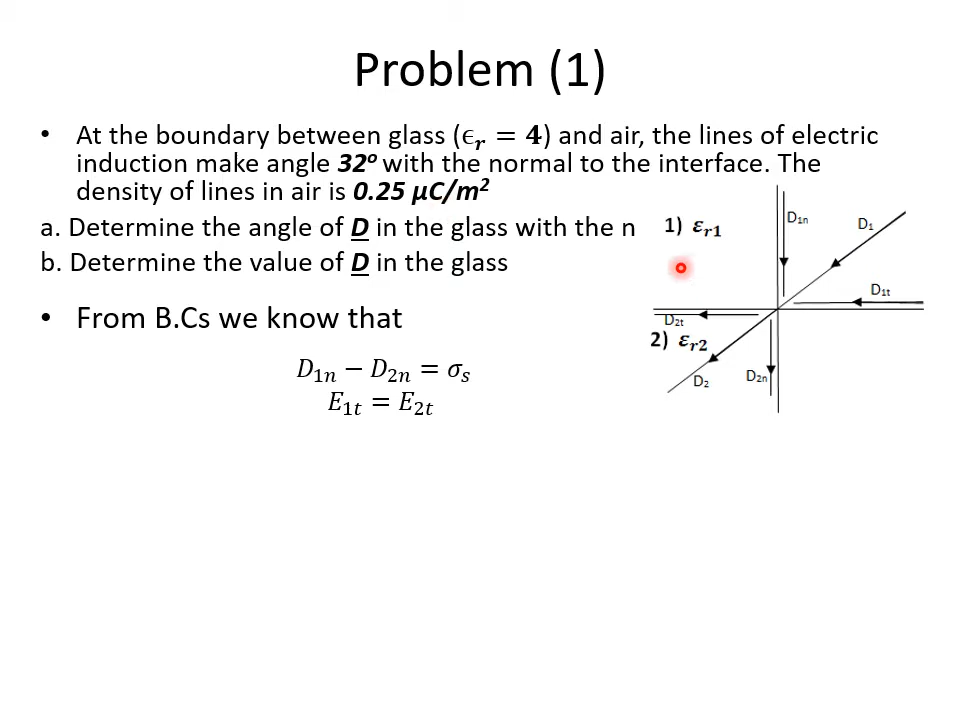 Problem (1)
• At the boundary between glass (ϵᵣ = 4) and air, the lines of electric
induction make angle 32° with the normal to the interface. The
density of lines in air is 0.25 µC/m²
a. Determine the angle of D in the glass with the n
b. Determine the value of D in the glass
• From B.Cs we know that
D₁ₙ − D₂ₙ = σₛ
E₁ₜ = E₂ₜ
1) εᵣ₁
D₁ₙ
D₁
D₁ₜ
D₂ₜ
2) εᵣ₂
D₂
D₂ₙ